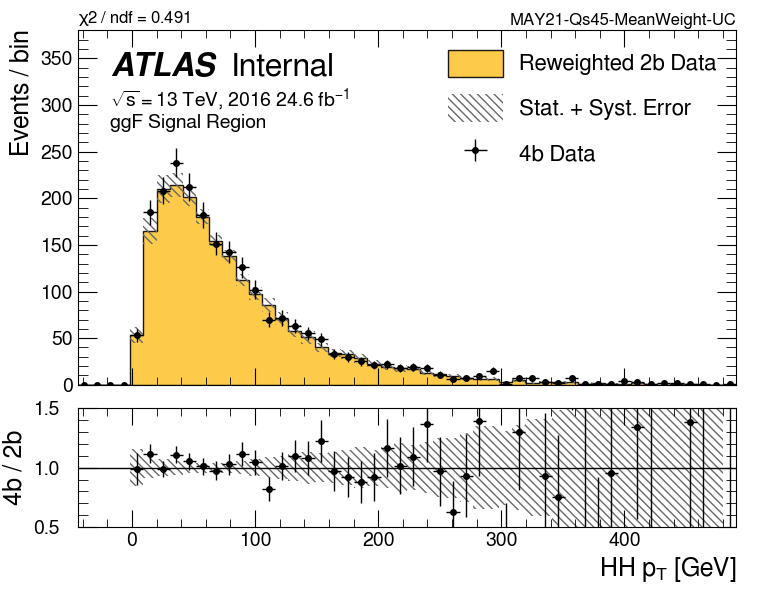 χ2 / ndf = 0.491
MAY21-Qs45-MeanWeight-UC
Events / bin
350
300
250
200
150
100
50
0
ATLAS Internal
√s = 13 TeV, 2016 24.6 fb⁻¹
ggF Signal Region
Reweighted 2b Data
Stat. + Syst. Error
4b Data
4b / 2b
1.5
1.0
0.5
0 100 200 300 400
HH p_T [GeV]